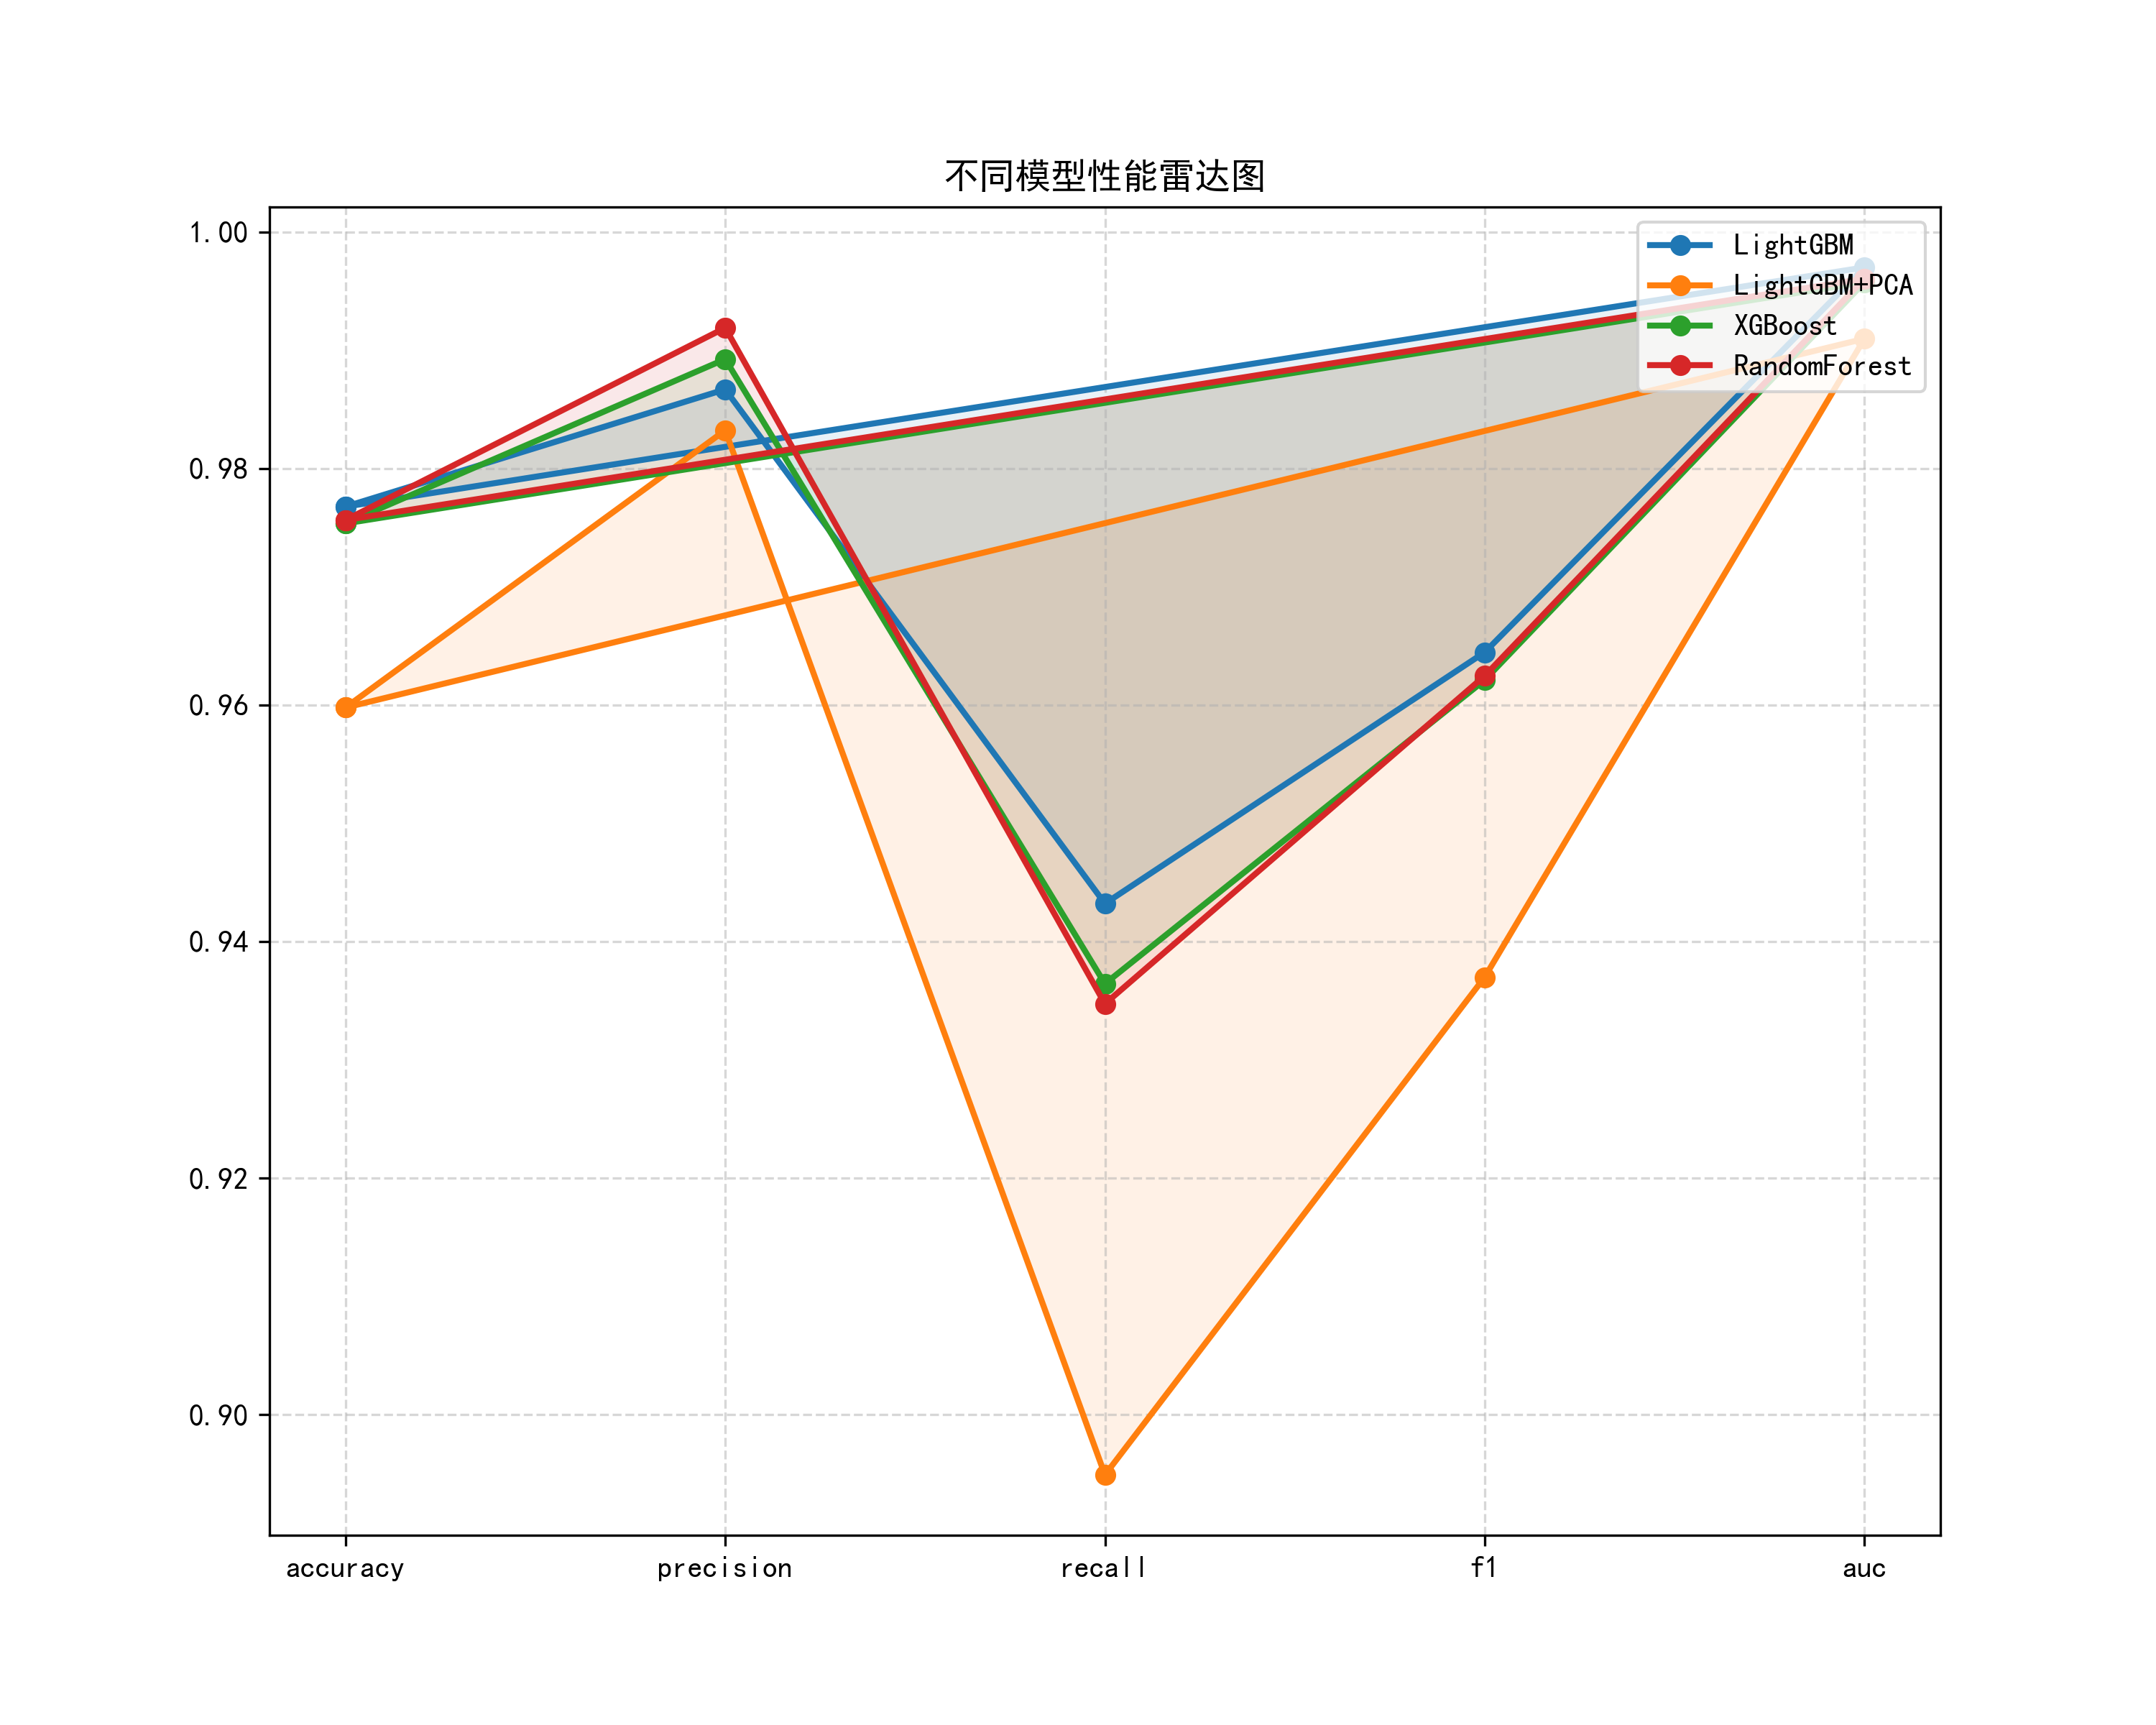 不同模型性能雷达图
1.00
0.98
0.96
0.94
0.92
0.90
LightGBM
LightGBM+PCA
XGBoost
RandomForest
accuracy precision recall f1 auc